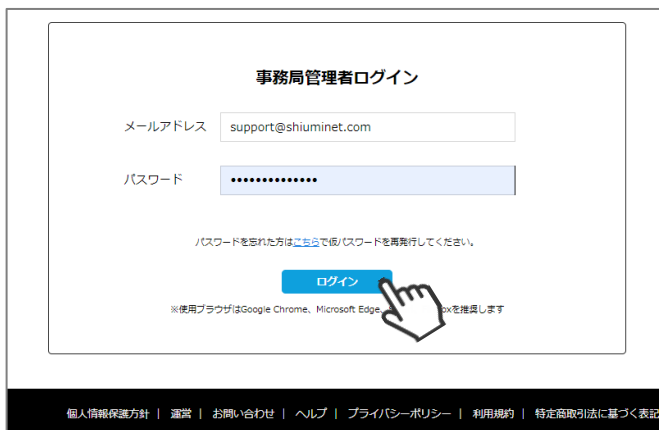 事務局管理者ログイン
メールアドレス support@shiuminet.com
パスワード ••••••••••••••
パスワードを忘れた方はこちらで仮パスワードを再発行してください。
ログイン
※使用ブラウザはGoogle Chrome、Microsoft Edge、 oxを推奨します
個人情報保護方針 | 運営 | お問い合わせ | ヘルプ | プライバシーポリシー | 利用規約 | 特定商取引法に基づく表記